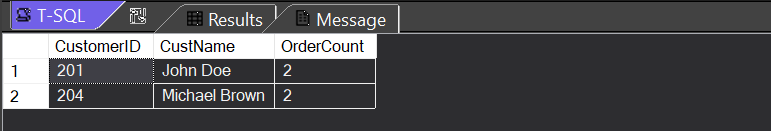 T-SQL Results Message
CustomerID CustName OrderCount
1 201 John Doe 2
2 204 Michael Brown 2